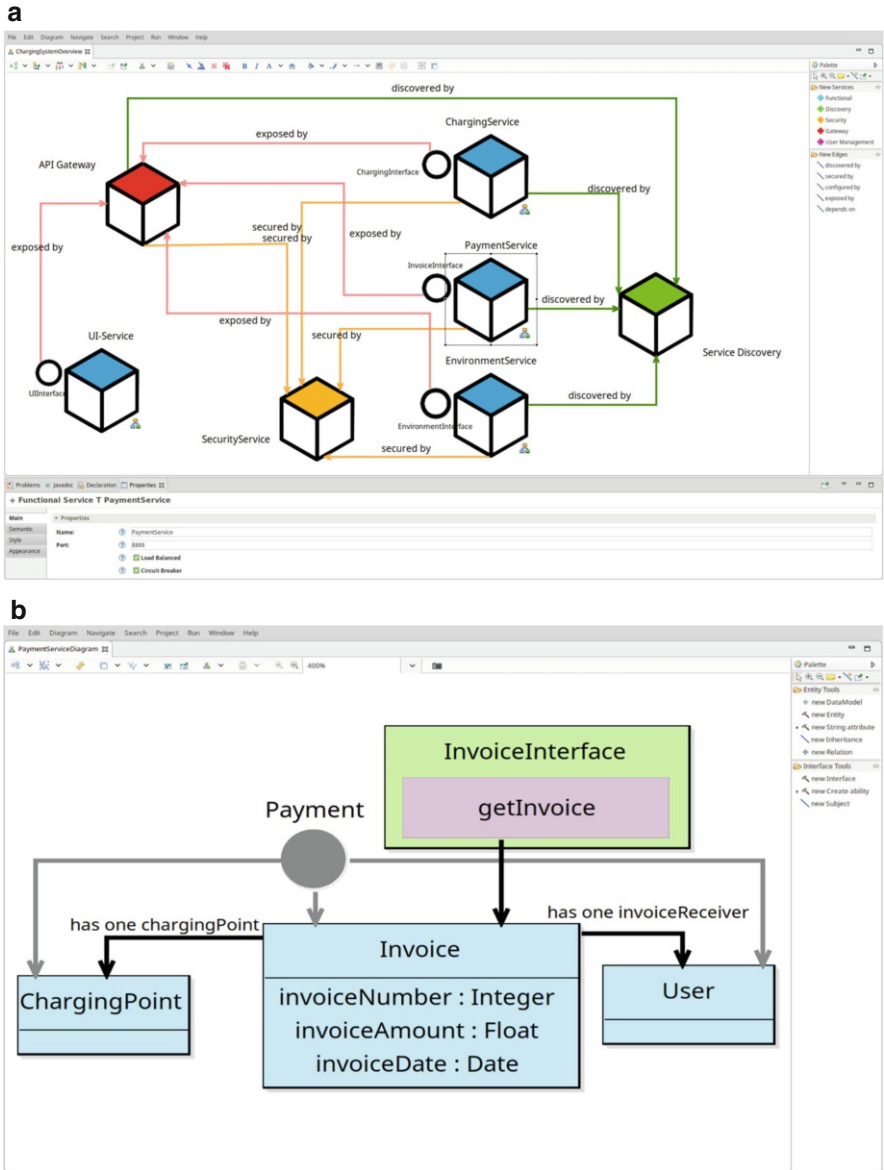 a
File Edit Diagram Navigate Search Project Run Window Help
ChargingSystemOverview
Palette
New Services
Functional
Discovery
Security
Gateway
User Management
New Edges
discovered by
secured by
configured by
exposed by
depends on
discovered by
ChargingService
exposed by
API Gateway
ChargingInterface
discovered by
secured by
secured by
exposed by
exposed by
PaymentService
InvoiceInterface
discovered by
exposed by
secured by
UI-Service
EnvironmentService
Service Discovery
UIInterface
discovered by
EnvironmentInterface
SecurityService
secured by
Problems Javadoc Declaration Properties
Functional Service T PaymentService
Main
Semantic
Style
Appearance
Properties
Name: PaymentService
Port: 8888
Load Balanced
Circuit Breaker
b
File Edit Diagram Navigate Search Project Run Window Help
PaymentServiceDiagram
400%
Palette
Entity Tools
new DataModel
new Entity
new String attribute
new Inheritance
new Relation
Interface Tools
new Interface
new Create ability
new Subject
InvoiceInterface
getInvoice
Payment
has one chargingPoint
has one invoiceReceiver
Invoice
invoiceNumber : Integer
invoiceAmount : Float
invoiceDate : Date
ChargingPoint
User